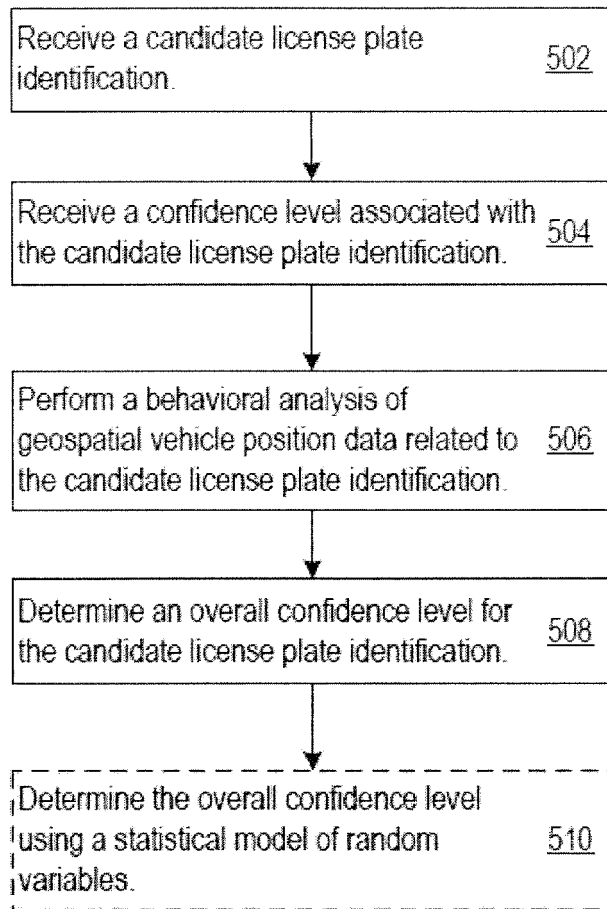 Receive a candidate license plate
identification.
502
Receive a confidence level associated with
the candidate license plate identification.
504
Perform a behavioral analysis of
geospatial vehicle position data related to
the candidate license plate identification.
506
Determine an overall confidence level for
the candidate license plate identification.
508
Determine the overall confidence level
using a statistical model of random
variables.
510